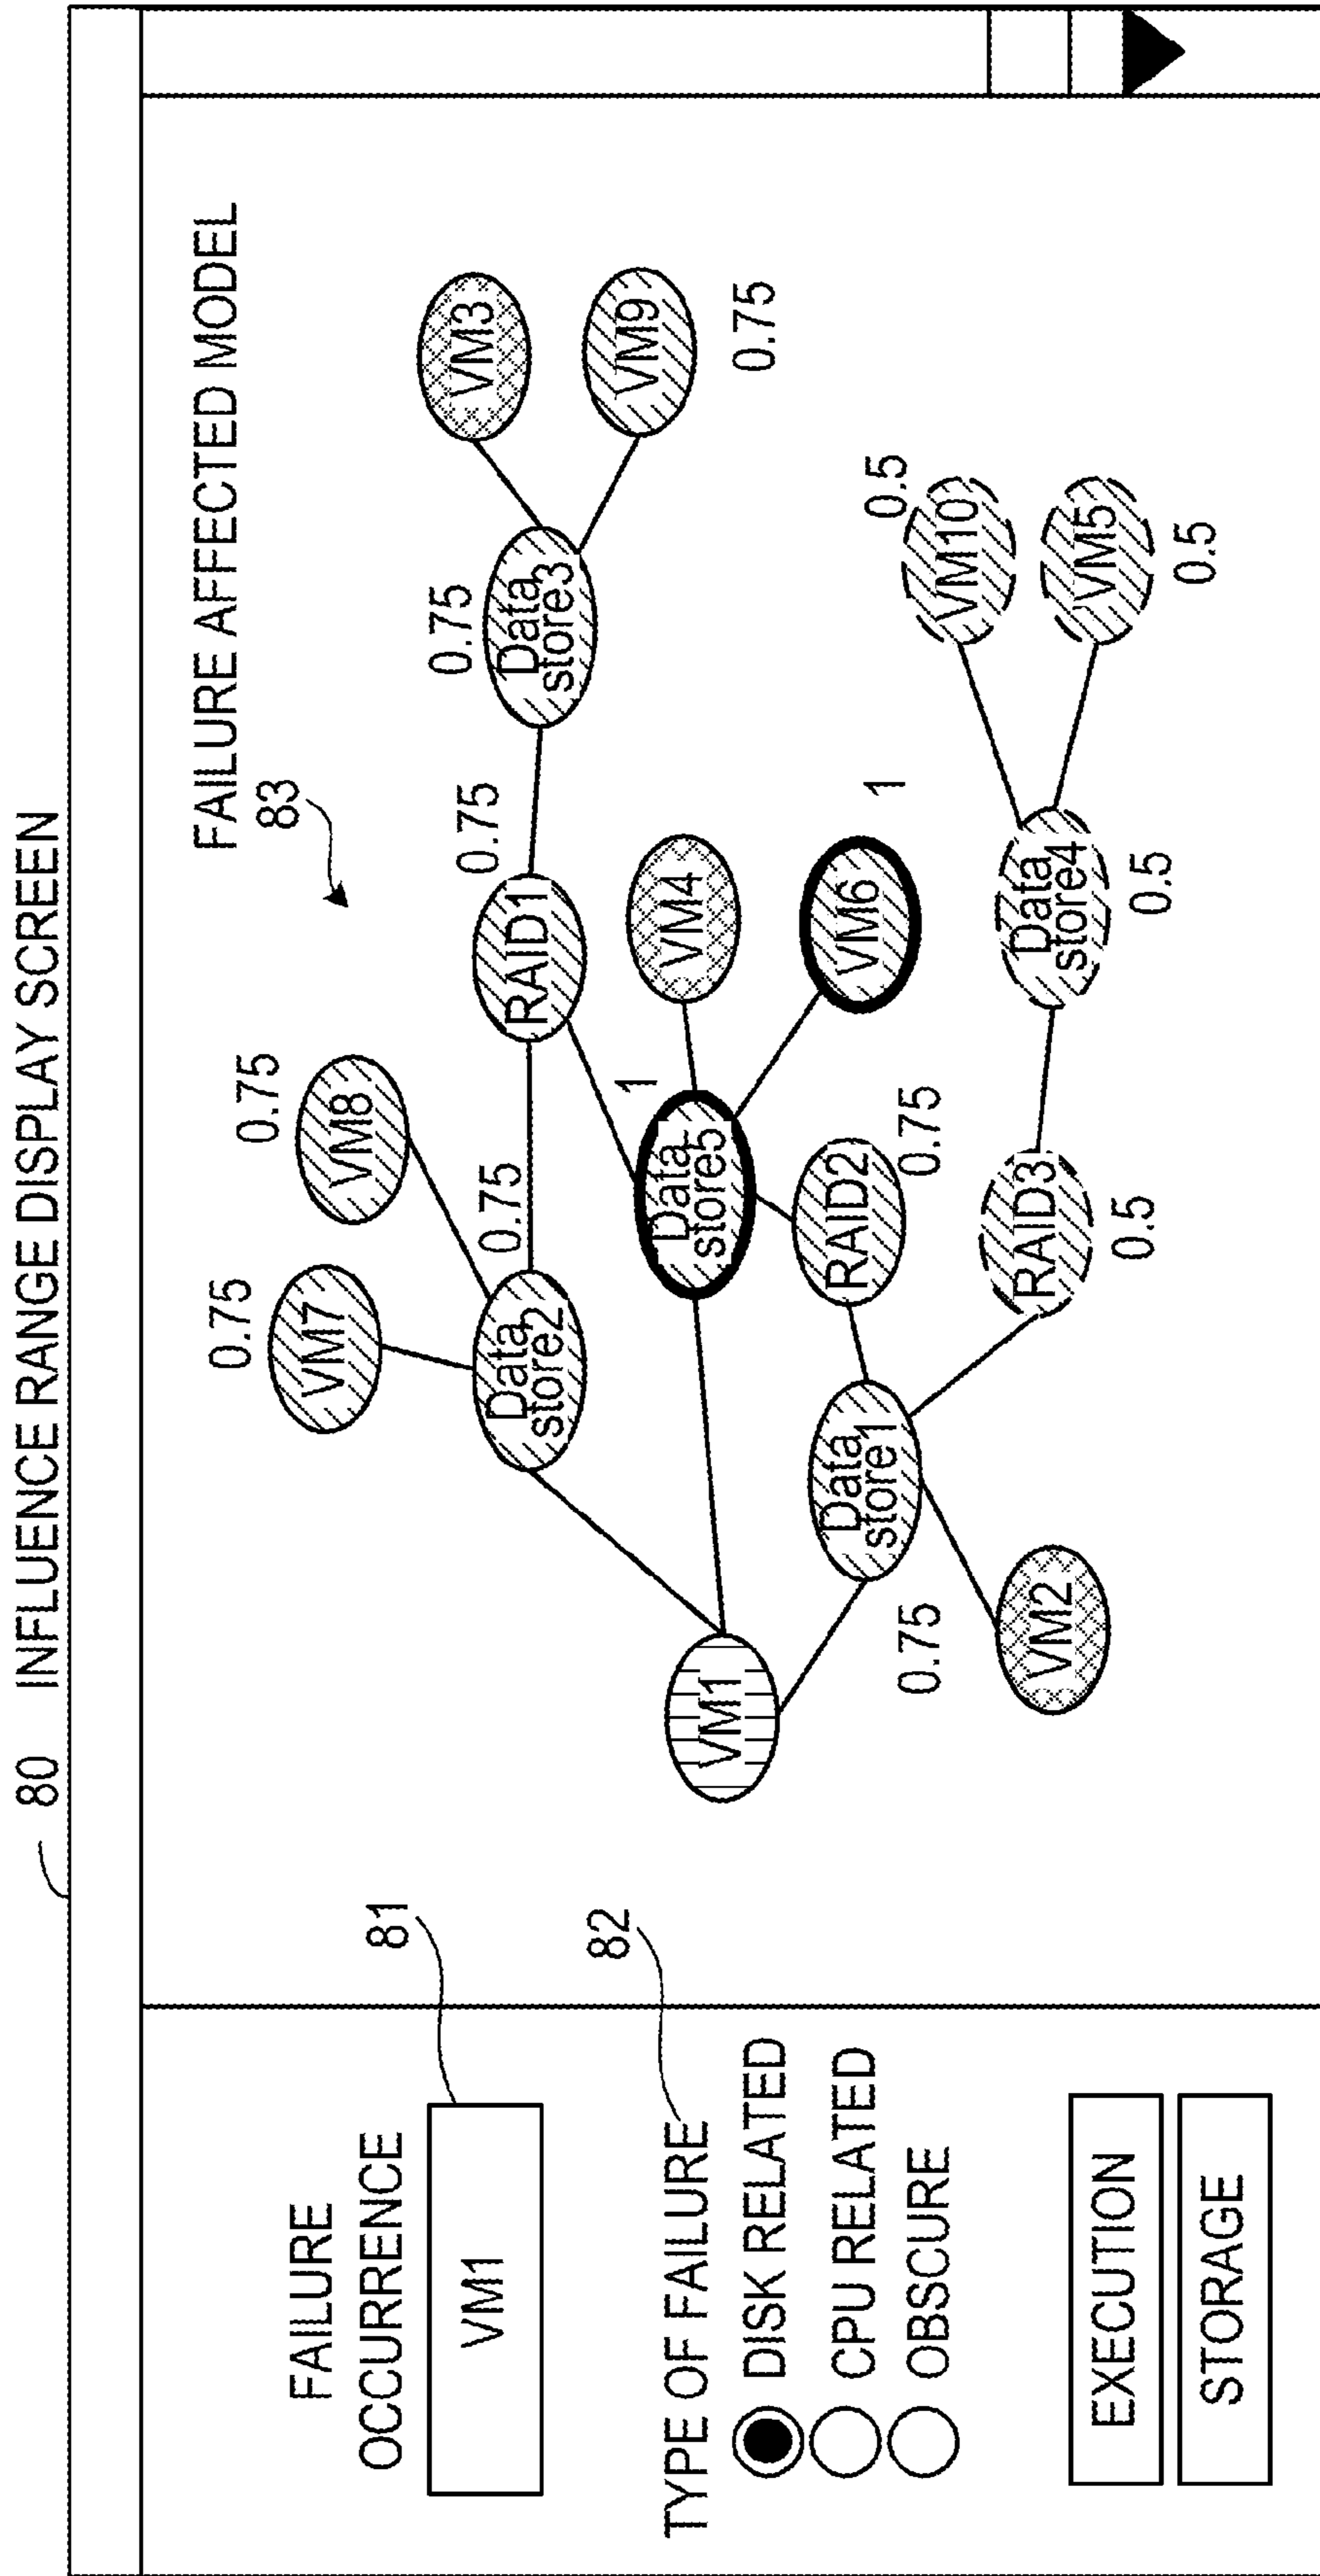 80 INFLUENCE RANGE DISPLAY SCREEN
FAILURE
OCCURRENCE
81
VM1
82
TYPE OF FAILURE
DISK RELATED
CPU RELATED
OBSCURE
EXECUTION
STORAGE
FAILURE AFFECTED MODEL
83
0.75
VM7
0.75
VM8
Data
store2
0.75
RAID1
0.75
Data
store3
0.75
VM3
VM9
0.75
VM1
Data
store5
1
VM4
VM6
1
Data
store1
0.75
RAID2
0.75
VM2
RAID3
0.5
Data
store4
0.5
VM10
0.5
VM5
0.5